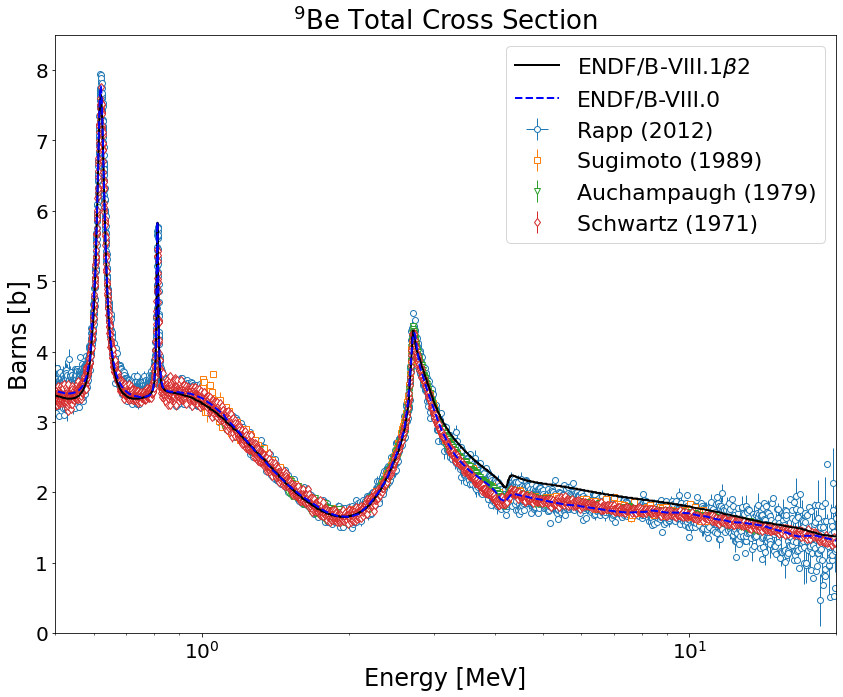 ⁹Be Total Cross Section
ENDF/B-VIII.1β2
ENDF/B-VIII.0
Rapp (2012)
Sugimoto (1989)
Auchampaugh (1979)
Schwartz (1971)
Barns [b]
8
7
6
5
4
3
2
1
0
10⁰
10¹
Energy [MeV]